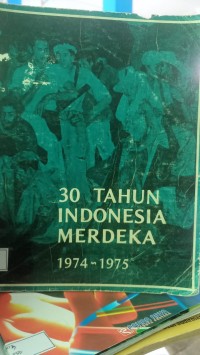 30 TAHUN
INDONESIA
MERDEKA
1974-1975